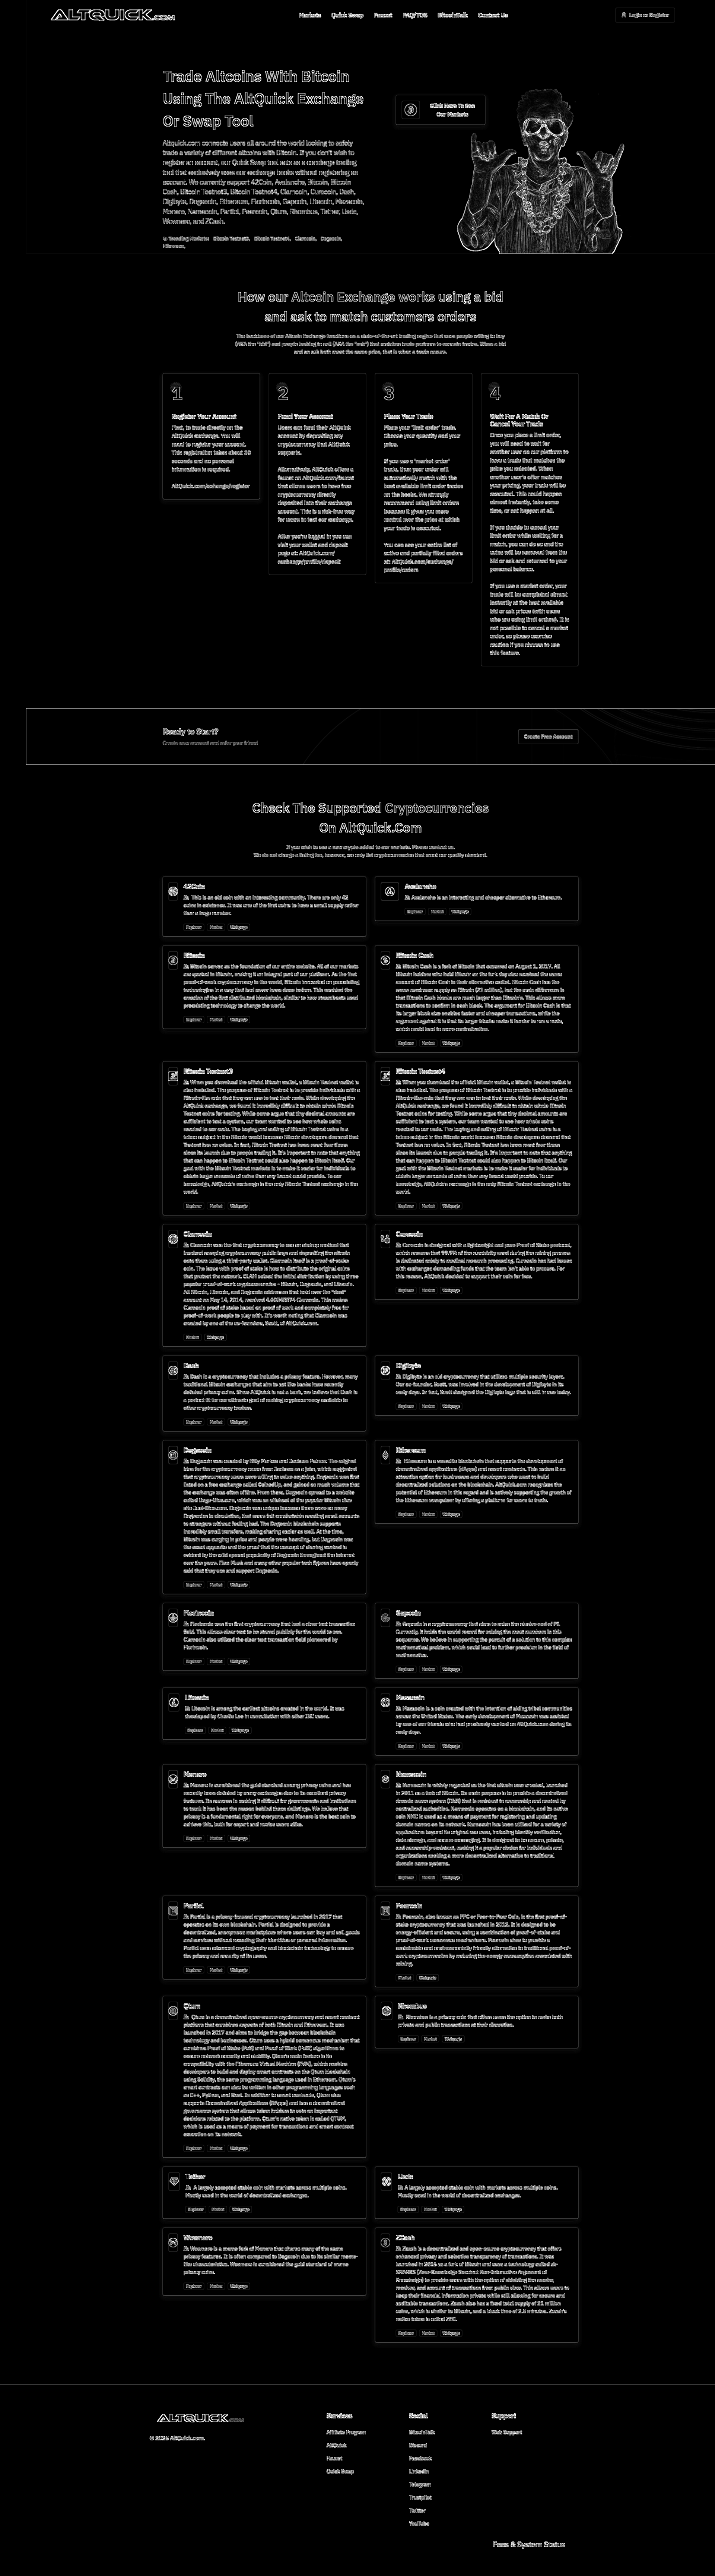 ALTQUICK.COM
Markets Quick Swap Faucet FAQ/TOS BitcoinTalk Contact Us
Login or Register
Trade Altcoins With Bitcoin
Using The AltQuick Exchange
Or Swap Tool
Click Here To See
Our Markets
Altquick.com connects users all around the world looking to safely
trade a variety of different altcoins with Bitcoin. If you don't wish to
register an account, our Quick Swap tool acts as a concierge trading
tool that exclusively uses our exchange books without registering an
account. We currently support 42Coin, Avalanche, Bitcoin, Bitcoin
Cash, Bitcoin Testnet3, Bitcoin Testnet4, Clamcoin, Curecoin, Dash,
Digibyte, Dogecoin, Ethereum, Florincoin, Gapcoin, Litecoin, Mazacoin,
Monero, Namecoin, Particl, Peercoin, Qtum, Rhombus, Tether, Usdc,
Wownero, and ZCash.
Trending Markets: Bitcoin Testnet3, Bitcoin Testnet4, Clamcoin, Dogecoin,
Ethereum,
How our Altcoin Exchange works using a bid
and ask to match customers orders
The backbone of our Altcoin Exchange functions on a state-of-the-art trading engine that uses people willing to buy
(AKA the "bid") and people looking to sell (AKA the "ask") that matches trade partners to execute trades. When a bid
and an ask both meet the same price, that is when a trade occurs.
1
Register Your Account
First, to trade directly on the
AltQuick exchange. You will
need to register your account.
This registration takes about 30
seconds and no personal
information is required.
AltQuick.com/exhange/register
2
Fund Your Account
Users can fund their AltQuick
account by depositing any
cryptocurrency that AltQuick
supports.
Alternatively, AltQuick offers a
faucet on AltQuick.com/faucet
that allows users to have free
cryptocurrency directly
deposited into their exchange
account. This is a risk-free way
for users to test our exchange.
After you're logged in you can
visit your wallet and deposit
page at: AltQuick.com/
exchange/profile/deposit
3
Place Your Trade
Place your 'limit order' trade.
Choose your quantity and your
price.
If you use a 'market order'
trade, then your order will
automatically match with the
best available limit order trades
on the books. We strongly
recommend using limit orders
because it gives you more
control over the price at which
your trade is executed.
You can see your entire list of
active and partially filled orders
at: AltQuick.com/exchange/
profile/orders
4
Wait For A Match Or
Cancel Your Trade
Once you place a limit order,
you will need to wait for
another user on our platform to
have a trade that matches the
price you selected. When
another user's offer matches
your pricing, your trade will be
executed. This could happen
almost instantly, take some
time, or not happen at all.
If you decide to cancel your
limit order while waiting for a
match, you can do so and the
coins will be removed from the
bid or ask and returned to your
personal balance.
If you use a market order, your
trade will be completed almost
instantly at the best available
bid or ask prices (with users
who are using limit orders). It is
not possible to cancel a market
order, so please exercise
caution if you choose to use
this feature.
Ready to Start?
Create new account and refer your friend
Create Free Account
Check The Supported Cryptocurrencies
On AltQuick.Com
If you wish to see a new crypto added to our markets. Please contact us.
We do not charge a listing fee, however, we only list cryptocurrencies that meet our quality standard.
42Coin
This is an old coin with an interesting community. There are only 42
coins in existence. It was one of the first coins to have a small supply rather
than a huge number.
Explorer Market Webpage
Avalanche
Avalanche is an interesting and cheaper alternative to Ethereum.
Explorer Market Webpage
Bitcoin
Bitcoin serves as the foundation of our entire website. All of our markets
are quoted in Bitcoin, making it an integral part of our platform. As the first
proof-of-work cryptocurrency in the world, Bitcoin innovated on preexisting
technologies in a way that had never been done before. This enabled the
creation of the first distributed blockchain, similar to how steamboats used
preexisting technology to change the world.
Explorer Market Webpage
Bitcoin Cash
Bitcoin Cash is a fork of Bitcoin that occurred on August 1, 2017. All
Bitcoin holders who held Bitcoin on the fork day also received the same
amount of Bitcoin Cash in their alternative wallet. Bitcoin Cash has the
same maximum supply as Bitcoin (21 million), but the main difference is
that Bitcoin Cash blocks are much larger than Bitcoin's. This allows more
transactions to confirm in each block. The argument for Bitcoin Cash is that
its larger block size enables faster and cheaper transactions, while the
argument against it is that its larger blocks make it harder to run a node,
which could lead to more centralization.
Explorer Market Webpage
Bitcoin Testnet3
When you download the official Bitcoin wallet, a Bitcoin Testnet wallet is
also installed. The purpose of Bitcoin Testnet is to provide individuals with a
Bitcoin-like coin that they can use to test their code. While developing the
AltQuick exchange, we found it incredibly difficult to obtain whole Bitcoin
Testnet coins for testing. While some argue that tiny decimal amounts are
sufficient to test a system, our team wanted to see how whole coins
reacted to our code. The buying and selling of Bitcoin Testnet coins is a
taboo subject in the Bitcoin world because Bitcoin developers demand that
Testnet has no value. In fact, Bitcoin Testnet has been reset four times
since its launch due to people trading it. It's important to note that anything
that can happen to Bitcoin Testnet could also happen to Bitcoin itself. Our
goal with the Bitcoin Testnet markets is to make it easier for individuals to
obtain larger amounts of coins than any faucet could provide. To our
knowledge, AltQuick's exchange is the only Bitcoin Testnet exchange in the
world.
Explorer Market Webpage
Bitcoin Testnet4
When you download the official Bitcoin wallet, a Bitcoin Testnet wallet is
also installed. The purpose of Bitcoin Testnet is to provide individuals with a
Bitcoin-like coin that they can use to test their code. While developing the
AltQuick exchange, we found it incredibly difficult to obtain whole Bitcoin
Testnet coins for testing. While some argue that tiny decimal amounts are
sufficient to test a system, our team wanted to see how whole coins
reacted to our code. The buying and selling of Bitcoin Testnet coins is a
taboo subject in the Bitcoin world because Bitcoin developers demand that
Testnet has no value. In fact, Bitcoin Testnet has been reset four times
since its launch due to people trading it. It's important to note that anything
that can happen to Bitcoin Testnet could also happen to Bitcoin itself. Our
goal with the Bitcoin Testnet markets is to make it easier for individuals to
obtain larger amounts of coins than any faucet could provide. To our
knowledge, AltQuick's exchange is the only Bitcoin Testnet exchange in the
world.
Explorer Market Webpage
Clamcoin
Clamcoin was the first cryptocurrency to use an airdrop method that
involved scraping cryptocurrency public keys and depositing the altcoin
onto them using a third-party wallet. Clamcoin itself is a proof-of-stake
coin. The issue with proof of stake is how to distribute the original coins
that protect the network. CLAM solved the initial distribution by using three
popular proof-of-work cryptocurrencies - Bitcoin, Dogecoin, and Litecoin.
All Bitcoin, Litecoin, and Dogecoin addresses that held over the "dust"
amount on May 14, 2014, received 4.60545574 Clamcoin. This makes
Clamcoin proof of stake based on proof of work and completely free for
proof-of-work people to play with. It's worth noting that Clamcoin was
created by one of the co-founders, Scott, of AltQuick.com.
Market Webpage
Curecoin
Curecoin is designed with a lightweight and pure Proof of Stake protocol,
which ensures that 99.9% of the electricity used during the mining process
is dedicated solely to medical research processing. Curecoin has had issues
with exchanges demanding funds that the team isn't able to procure. For
this reason, AltQuick decided to support their coin for free.
Explorer Market Webpage
Dash
Dash is a cryptocurrency that includes a privacy feature. However, many
traditional Bitcoin exchanges that aim to act like banks have recently
delisted privacy coins. Since AltQuick is not a bank, we believe that Dash is
a perfect fit for our ultimate goal of making cryptocurrency available to
other cryptocurrency traders.
Explorer Market Webpage
Digibyte
Digibyte is an old cryptocurrency that utilizes multiple security layers.
Our co-founder, Scott, was involved in the development of Digibyte in its
early days. In fact, Scott designed the Digibyte logo that is still in use today.
Explorer Market Webpage
Dogecoin
Dogecoin was created by Billy Markus and Jackson Palmer. The original
idea for the cryptocurrency came from Jackson as a joke, which suggested
that cryptocurrency users were willing to value anything. Dogecoin was first
listed on a free exchange called CoinedUp, and gained as much volume that
the exchange was often offline. From there, Dogecoin spread to a website
called Doge-Dice.com, which was an offshoot of the popular Bitcoin dice
site Just-Dice.com. Dogecoin was unique because there were so many
Dogecoins in circulation, that users felt comfortable sending small amounts
to strangers without feeling bad. The Dogecoin blockchain supports
incredibly small transfers, making sharing easier as well. At the time,
Bitcoin was surging in price and people were hoarding, but Dogecoin was
the exact opposite and that the concept of sharing worked is
evident by the wild spread popularity of Dogecoin throughout the internet
over the years. Elon Musk and many other popular tech figures have openly
said that they use and support Dogecoin.
Explorer Market Webpage
Ethereum
Ethereum is a versatile blockchain that supports the development of
decentralized applications (dApps) and smart contracts. This makes it an
attractive option for businesses and developers who want to build
decentralized solutions on the blockchain. AltQuick.com recognizes the
potential of Ethereum in this regard and is actively supporting the growth of
the Ethereum ecosystem by offering a platform for users to trade.
Explorer Market Webpage
Florincoin
Florincoin was the first cryptocurrency that had a clear text transaction
field. This allows clear text to be stored publicly for the world to see.
Clamcoin also utilized the clear text transaction field pioneered by
Florincoin.
Explorer Market Webpage
Gapcoin
Gapcoin is a cryptocurrency that aims to solve the elusive end of Pi.
Currently, it holds the world record for solving the most numbers in this
sequence. We believe in supporting the pursuit of a solution to this complex
mathematical problem, which could lead to further precision in the field of
mathematics.
Explorer Market Webpage
Litecoin
Litecoin is among the earliest altcoins created in the world. It was
developed by Charlie Lee in consultation with other IRC users.
Explorer Market Webpage
Mazacoin
Mazacoin is a coin created with the intention of aiding tribal communities
across the United States. The early development of Mazacoin was assisted
by one of our friends who had previously worked on AltQuick.com during its
early days.
Explorer Market Webpage
Monero
Monero is considered the gold standard among privacy coins and has
recently been delisted by many exchanges due to its excellent privacy
features. Its success in making it difficult for governments and institutions
to track it has been the reason behind these delistings. We believe that
privacy is a fundamental right for everyone, and Monero is the best coin to
achieve this, both for expert and novice users alike.
Explorer Market Webpage
Namecoin
Namecoin is widely regarded as the first altcoin ever created, launched
in 2011 as a fork of Bitcoin. Its main purpose is to provide a decentralized
domain name system (DNS) that is resistant to censorship and control by
centralized authorities. Namecoin operates on a blockchain, and its native
coin NMC is used as a means of payment for registering and updating
domain names on its network. Namecoin has been utilized for a variety of
applications beyond its original use case, including identity verification,
data storage, and secure messaging. It is designed to be secure, private,
and censorship-resistant, making it a popular choice for individuals and
organizations seeking a more decentralized alternative to traditional
domain name systems.
Explorer Market Webpage
Particl
Particl is a privacy-focused cryptocurrency launched in 2017 that
operates on its own blockchain. Particl is designed to provide a
decentralized, anonymous marketplace where users can buy and sell goods
and services without revealing their identities or personal information.
Particl uses advanced cryptography and blockchain technology to ensure
the privacy and security of its users.
Explorer Market Webpage
Peercoin
Peercoin, also known as PPC or Peer-to-Peer Coin, is the first proof-of-
stake cryptocurrency that was launched in 2012. It is designed to be
energy-efficient and secure, using a combination of proof-of-stake and
proof-of-work consensus mechanisms. Peercoin aims to provide a
sustainable and environmentally friendly alternative to traditional proof-of-
work cryptocurrencies by reducing the energy consumption associated with
mining.
Market Webpage
Qtum
Qtum is a decentralized open-source cryptocurrency and smart contract
platform that combines aspects of both Bitcoin and Ethereum. It was
launched in 2017 and aims to bridge the gap between blockchain
technology and businesses. Qtum uses a hybrid consensus mechanism that
combines Proof of Stake (PoS) and Proof of Work (PoW) algorithms to
ensure network security and stability. Qtum's main feature is its
compatibility with the Ethereum Virtual Machine (EVM), which enables
developers to build and deploy smart contracts on the Qtum blockchain
using Solidity, the same programming language used in Ethereum. Qtum's
smart contracts can also be written in other programming languages such
as C++, Python, and Rust. In addition to smart contracts, Qtum also
supports Decentralized Applications (DApps) and has a decentralized
governance system that allows token holders to vote on important
decisions related to the platform. Qtum's native token is called QTUM,
which is used as a means of payment for transactions and smart contract
execution on its network.
Explorer Market Webpage
Rhombus
Rhombus is a privacy coin that offers users the option to make both
private and public transactions at their discretion.
Explorer Market Webpage
Tether
A largely accepted stable coin with markets across multiple coins.
Mostly used in the world of decentralized exchanges.
Explorer Market Webpage
Usdc
A largely accepted stable coin with markets across multiple coins.
Mostly used in the world of decentralized exchanges.
Explorer Market Webpage
Wownero
Wownero is a meme fork of Monero that shares many of the same
privacy features. It is often compared to Dogecoin due to its similar meme-
like characteristics. Wownero is considered the gold standard of meme
privacy coins.
Explorer Market Webpage
ZCash
Zcash is a decentralized and open-source cryptocurrency that offers
enhanced privacy and selective transparency of transactions. It was
launched in 2016 as a fork of Bitcoin and uses a technology called zk-
SNARKS (Zero-Knowledge Succinct Non-Interactive Argument of
Knowledge) to provide users with the option of shielding the sender,
receiver, and amount of transactions from public view. This allows users to
keep their financial information private while still allowing for secure and
auditable transactions. Zcash also has a fixed total supply of 21 million
coins, which is similar to Bitcoin, and a block time of 2.5 minutes. Zcash's
native token is called ZEC.
Explorer Market Webpage
ALTQUICK.COM
© 2025 AltQuick.com.
Services
Affiliate Program
AltQuick
Faucet
Quick Swap
Social
BitcoinTalk
Discord
Facebook
LinkedIn
Telegram
Trustpilot
Twitter
YouTube
Support
Web Support
Fees & System Status